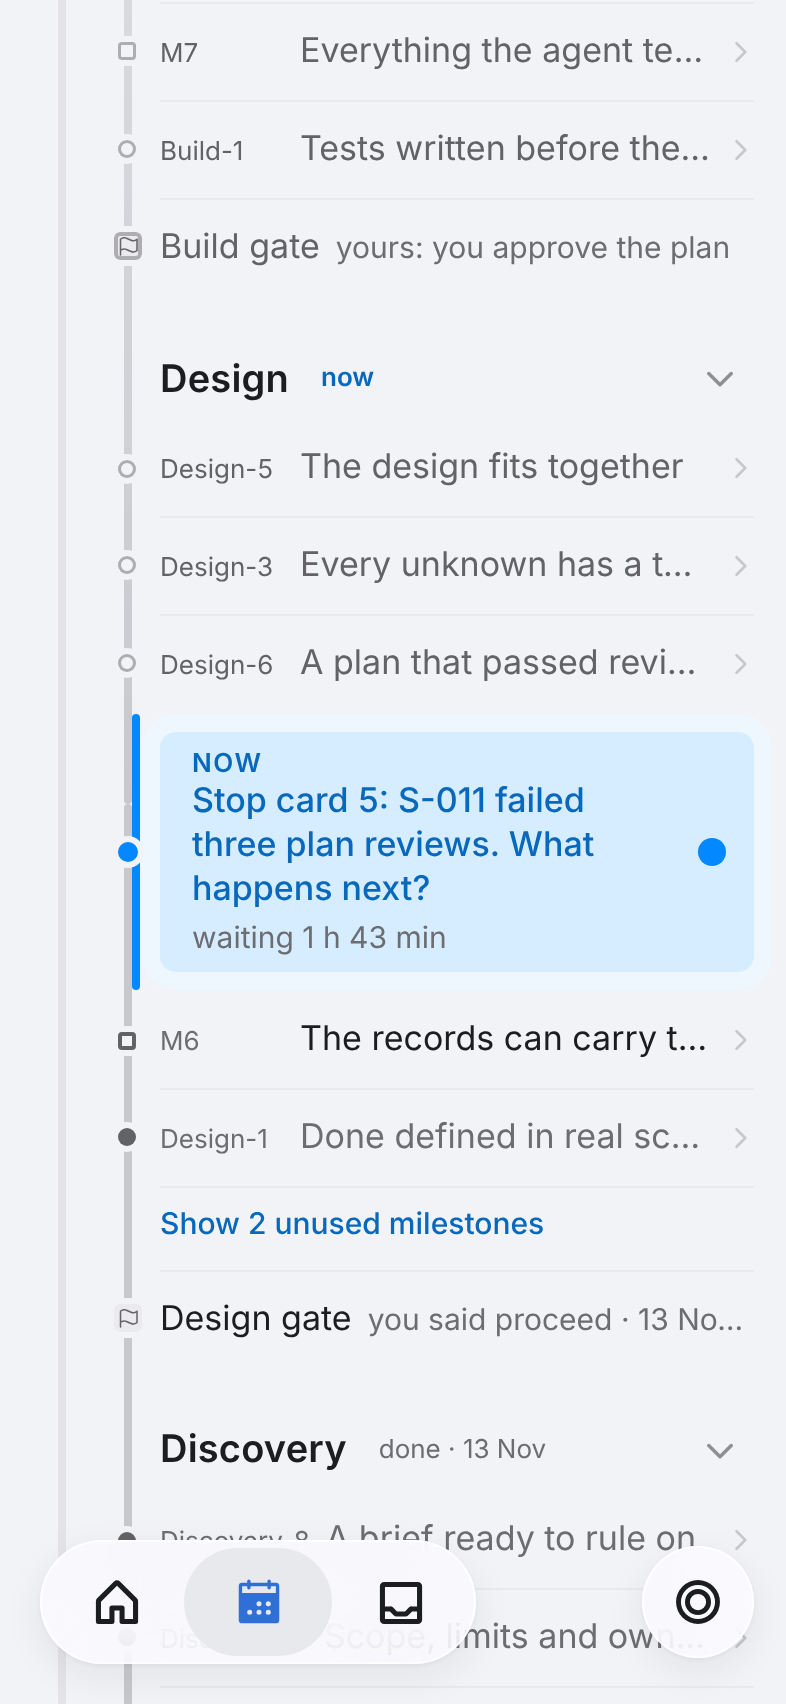 M7 Everything the agent te...
Build-1 Tests written before the...
Build gate yours: you approve the plan
Design now
Design-5 The design fits together
Design-3 Every unknown has a t...
Design-6 A plan that passed revi...
NOW
Stop card 5: S-011 failed
three plan reviews. What
happens next?
waiting 1 h 43 min
M6 The records can carry t...
Design-1 Done defined in real sc...
Show 2 unused milestones
Design gate you said proceed · 13 No...
Discovery done · 13 Nov
Discovery-8 A brief ready to rule on
Scope, limits and own...